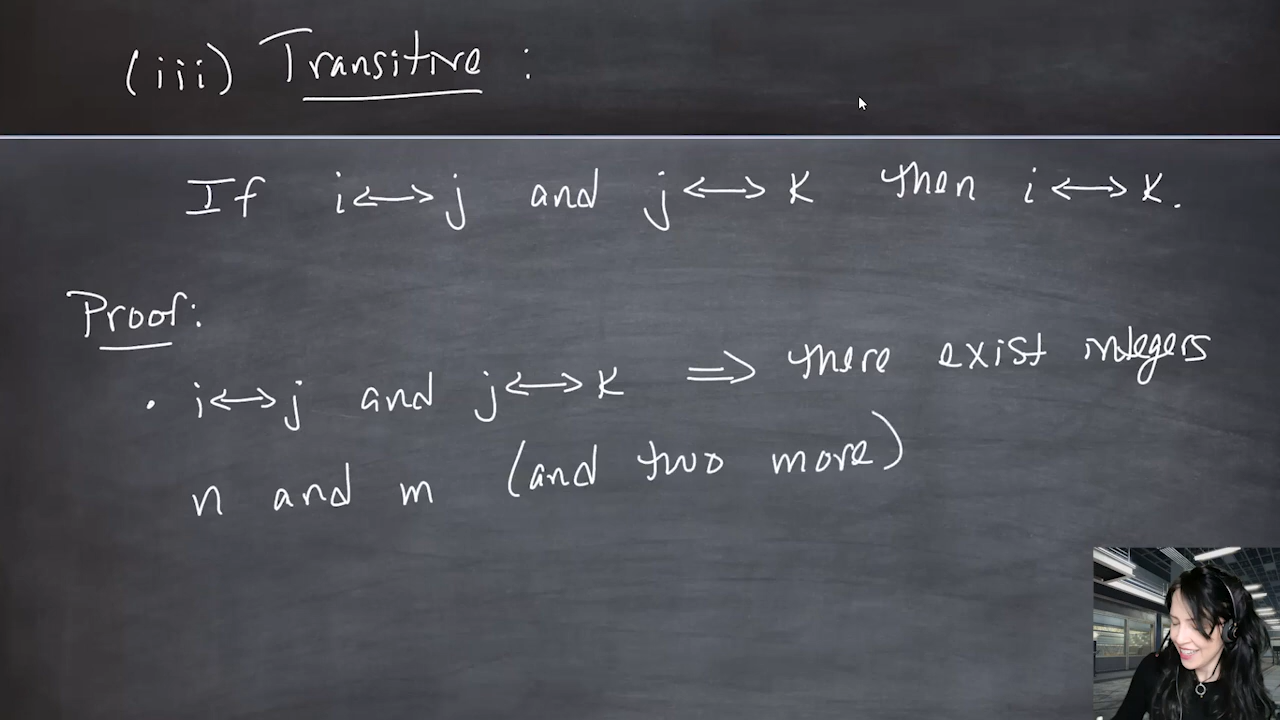 (iii) Transitive :
If i ⟷ j and j ⟷ k then i ⟷ k.
Proof:
• i ⟷ j and j ⟷ k ⟹ there exist integers
n and m (and two more)